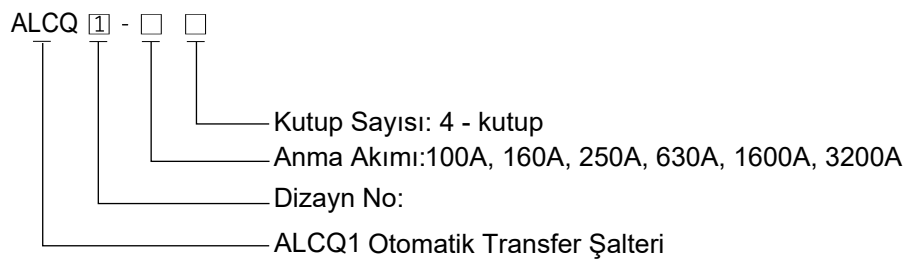 ALCQ 1 - □ □
Kutup Sayısı: 4 - kutup
Anma Akımı:100A, 160A, 250A, 630A, 1600A, 3200A
Dizayn No:
ALCQ1 Otomatik Transfer Şalteri